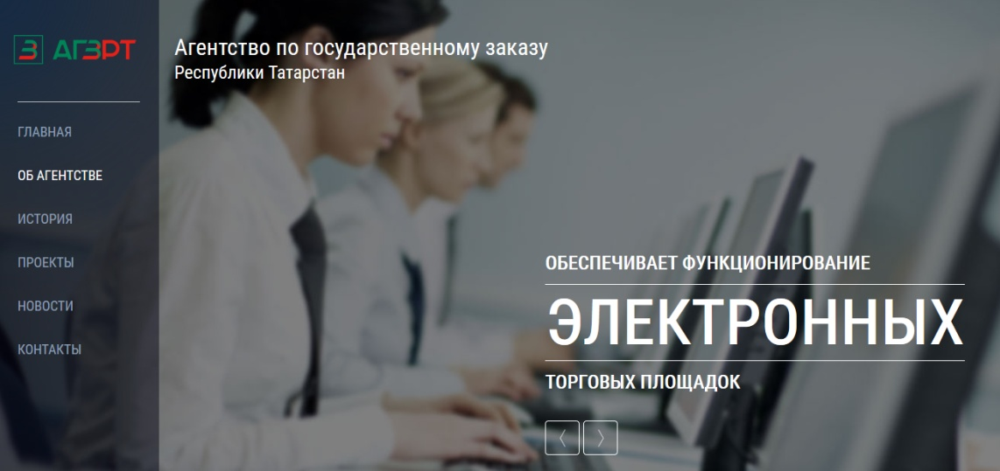 АГЗРТ
Агентство по государственному заказу
Республики Татарстан
ГЛАВНАЯ
ОБ АГЕНТСТВЕ
ИСТОРИЯ
ПРОЕКТЫ
НОВОСТИ
КОНТАКТЫ
ОБЕСПЕЧИВАЕТ ФУНКЦИОНИРОВАНИЕ
ЭЛЕКТРОННЫХ
ТОРГОВЫХ ПЛОЩАДОК